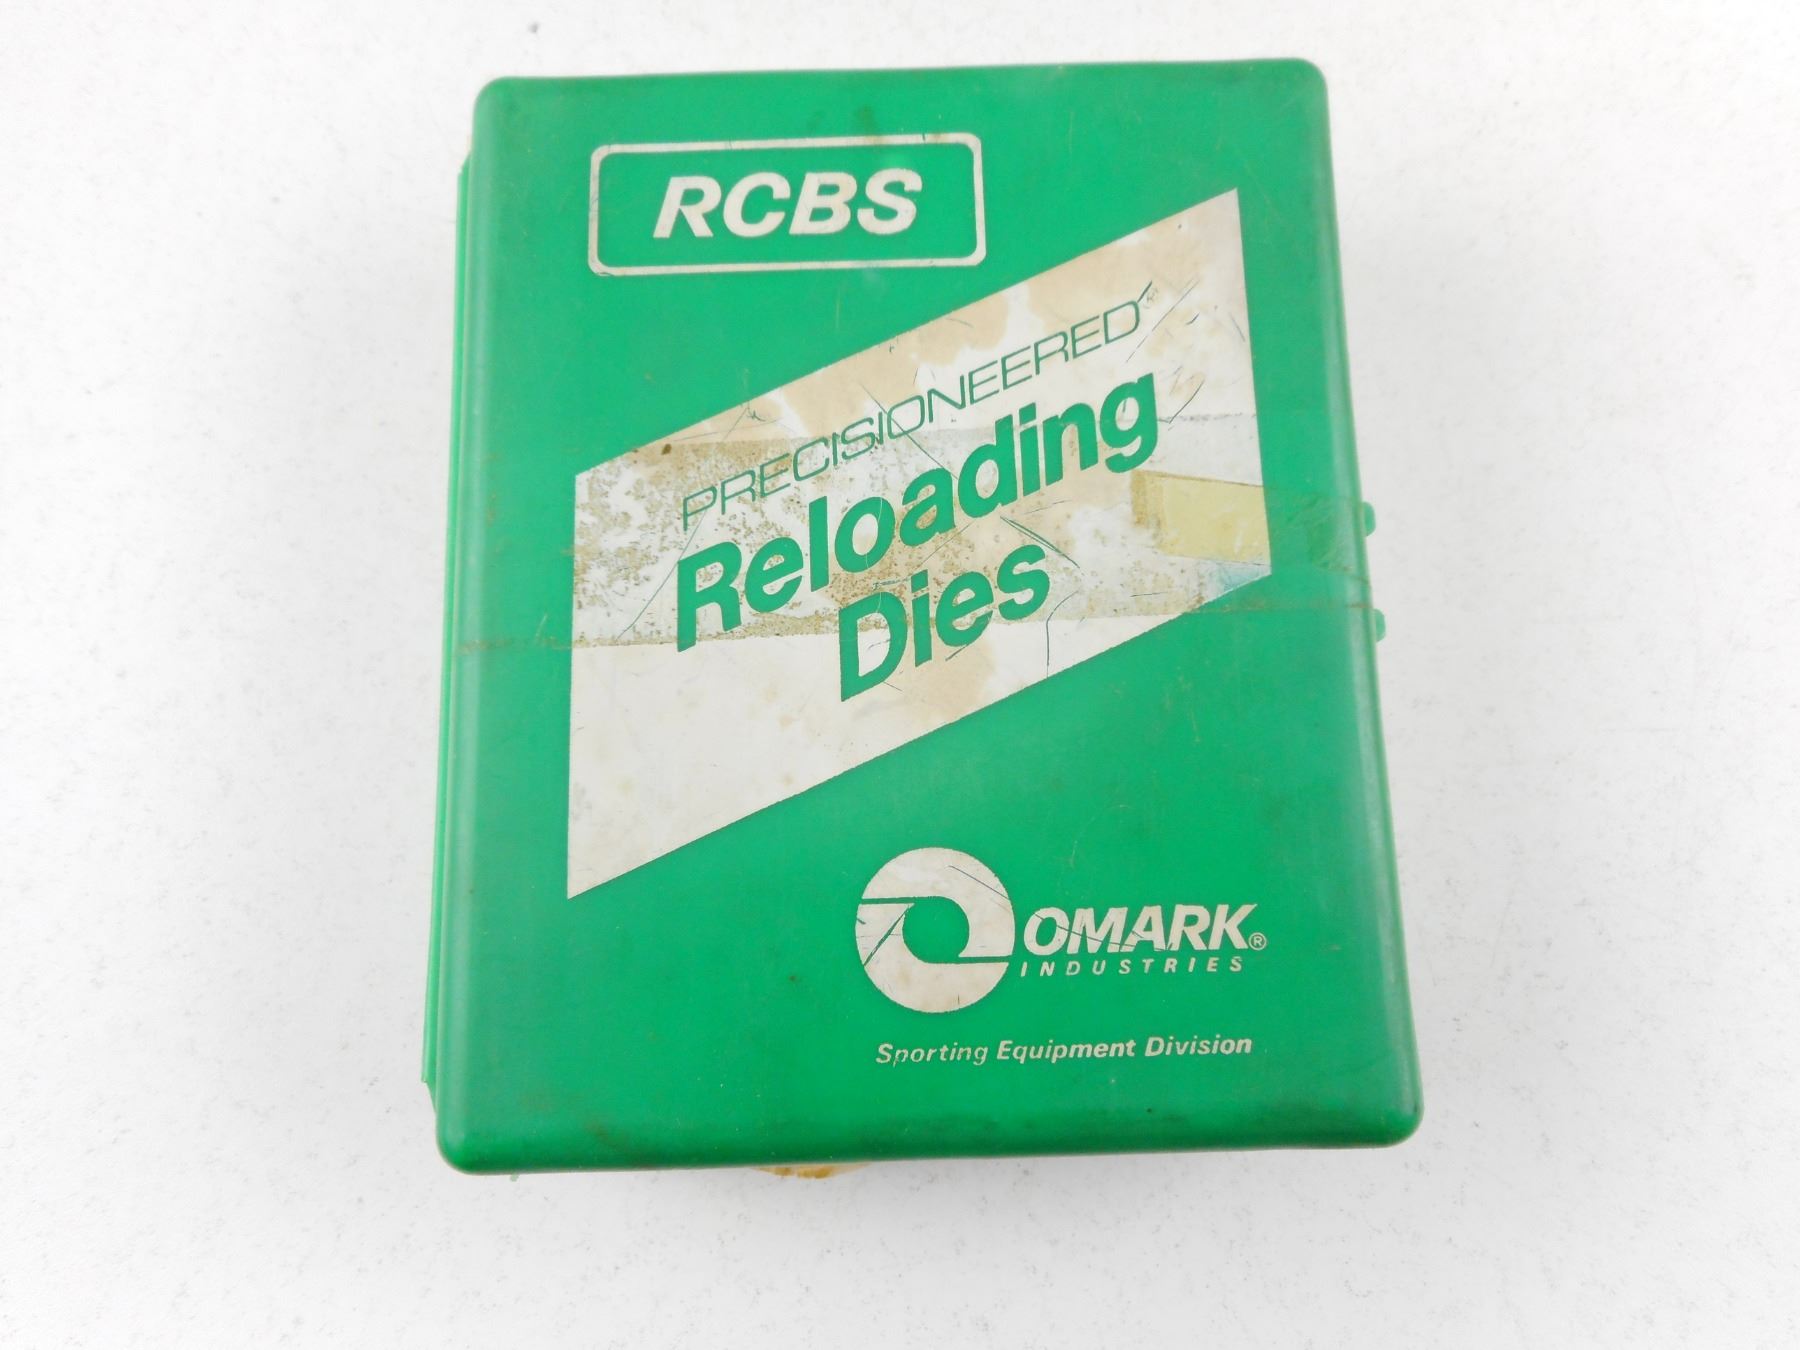 RCBS
PRECISIONEERED
Reloading
Dies
OMARK®
INDUSTRIES
Sporting Equipment Division